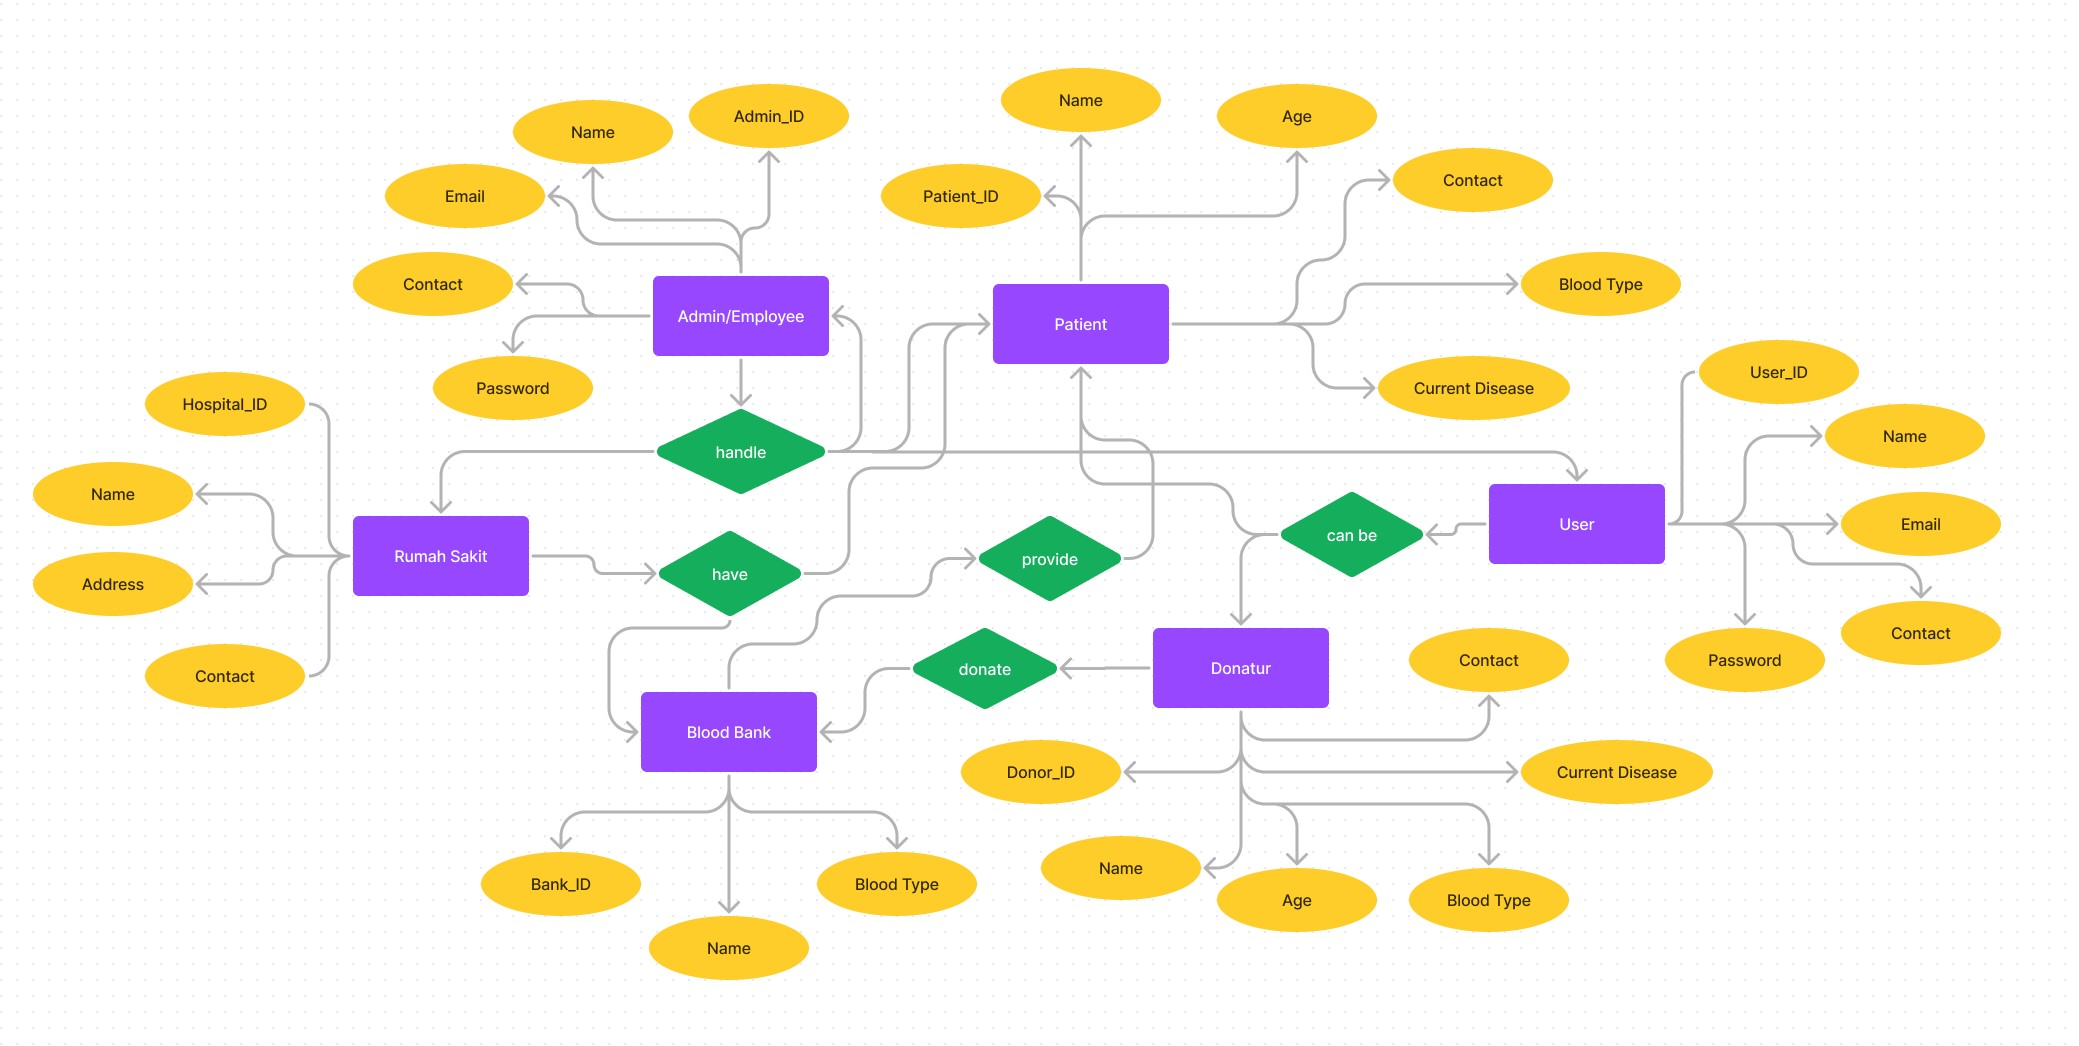 Name
Admin_ID
Name
Age
Email
Patient_ID
Contact
Contact
Blood Type
Admin/Employee
Patient
Password
Current Disease
User_ID
Hospital_ID
handle
Name
Name
Rumah Sakit
have
provide
can be
User
Email
Address
Contact
donate
Donatur
Contact
Password
Contact
Blood Bank
Donor_ID
Current Disease
Bank_ID
Blood Type
Name
Age
Blood Type
Name